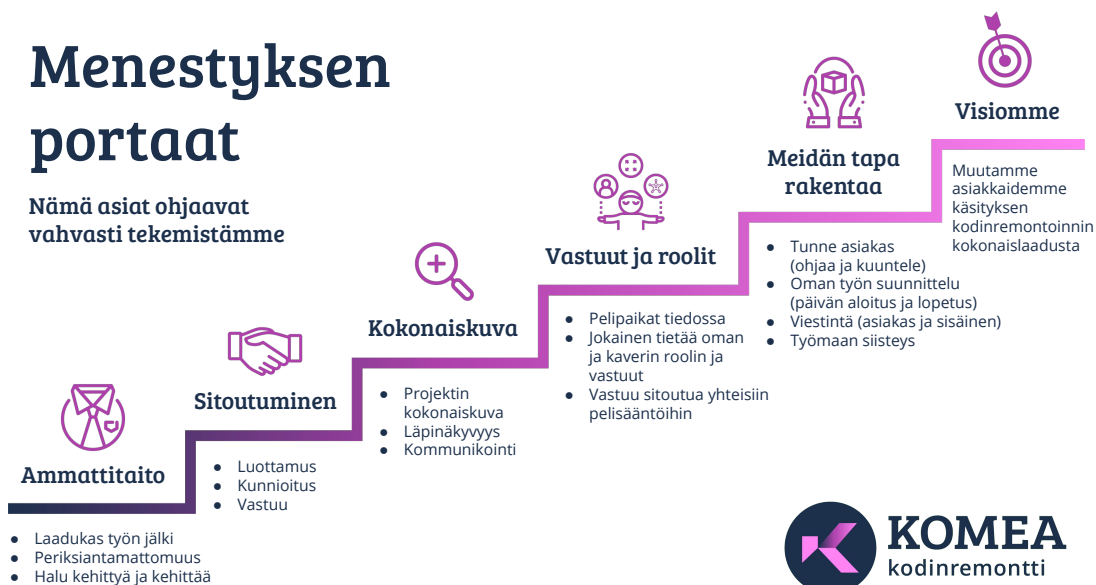 Menestyksen
portaat
Nämä asiat ohjaavat
vahvasti tekemistämme
Ammattitaito
● Laadukas työn jälki
● Periksiantamattomuus
● Halu kehittyä ja kehittää
Sitoutuminen
● Luottamus
● Kunnioitus
● Vastuu
Kokonaiskuva
● Projektin
kokonaiskuva
● Läpinäkyvyys
● Kommunikointi
Vastuut ja roolit
● Pelipaikat tiedossa
● Jokainen tietää oman
ja kaverin roolin ja
vastuut
● Vastuu sitoutua yhteisiin
pelisääntöihin
Meidän tapa
rakentaa
● Tunne asiakas
(ohjaa ja kuuntele)
● Oman työn suunnittelu
(päivän aloitus ja lopetus)
● Viestintä (asiakas ja sisäinen)
● Työmaan siisteys
Visiomme
Muutamme
asiakkaidemme
käsityksen
kodinremontoinnin
kokonaislaadusta
KOMEA
kodinremontti